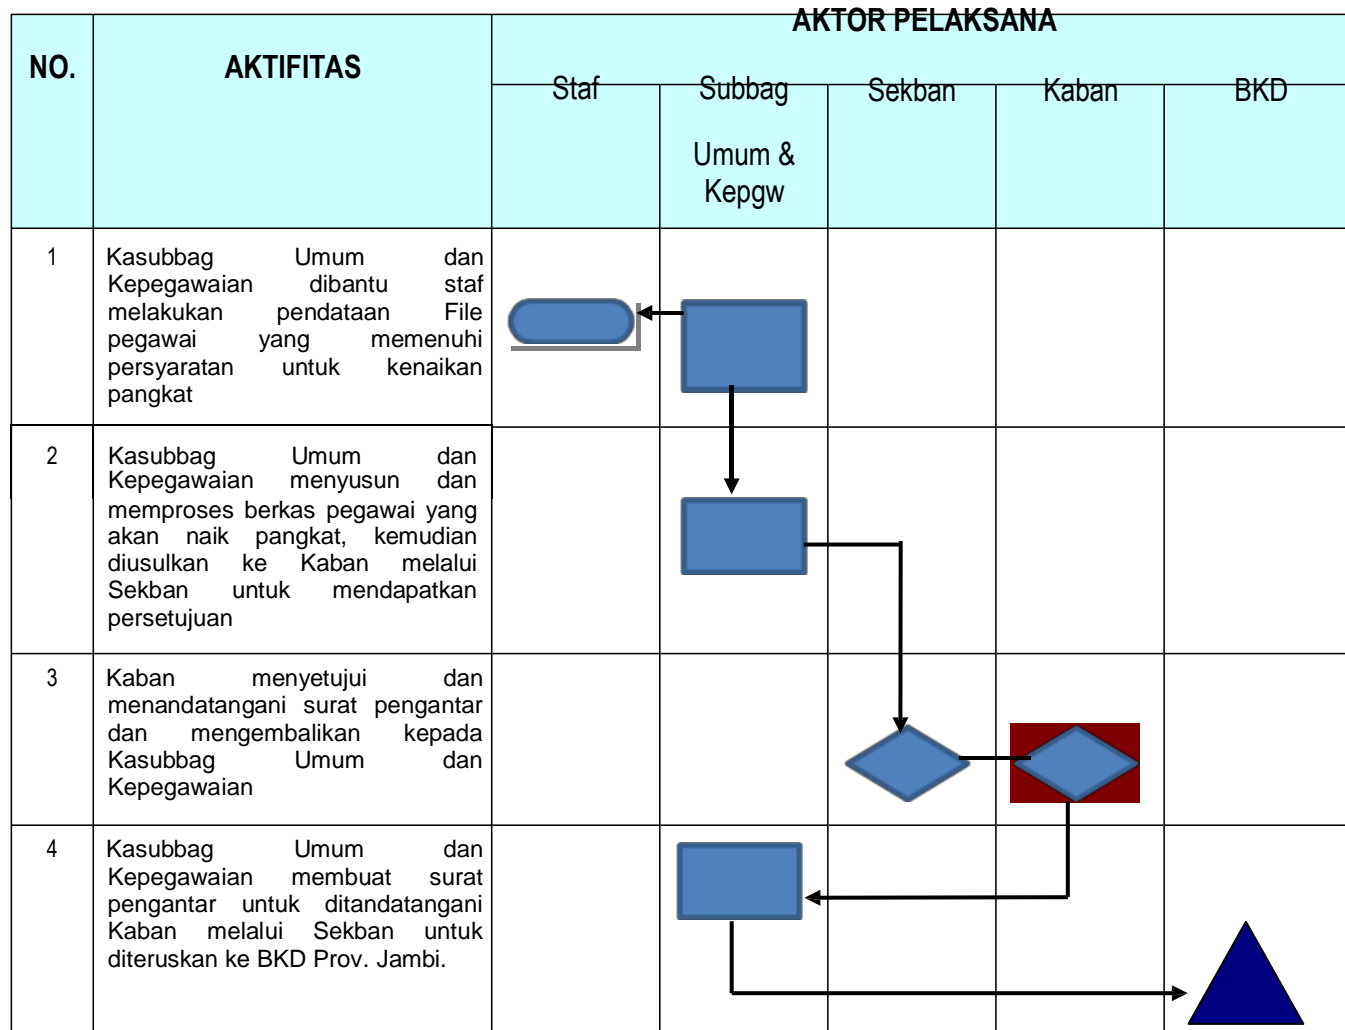 AKTOR PELAKSANA
NO.
AKTIFITAS
Staf
Subbag
Umum &
Kepgw
Sekban
Kaban
BKD
1
Kasubbag Umum dan
Kepegawaian dibantu staf
melakukan pendataan File
pegawai yang memenuhi
persyaratan untuk kenaikan
pangkat
2
Kasubbag Umum dan
Kepegawaian menyusun dan
memproses berkas pegawai yang
akan naik pangkat, kemudian
diusulkan ke Kaban melalui
Sekban untuk mendapatkan
persetujuan
3
Kaban menyetujui dan
menandatangani surat pengantar
dan mengembalikan kepada
Kasubbag Umum dan
Kepegawaian
4
Kasubbag Umum dan
Kepegawaian membuat surat
pengantar untuk ditandatangani
Kaban melalui Sekban untuk
diteruskan ke BKD Prov. Jambi.